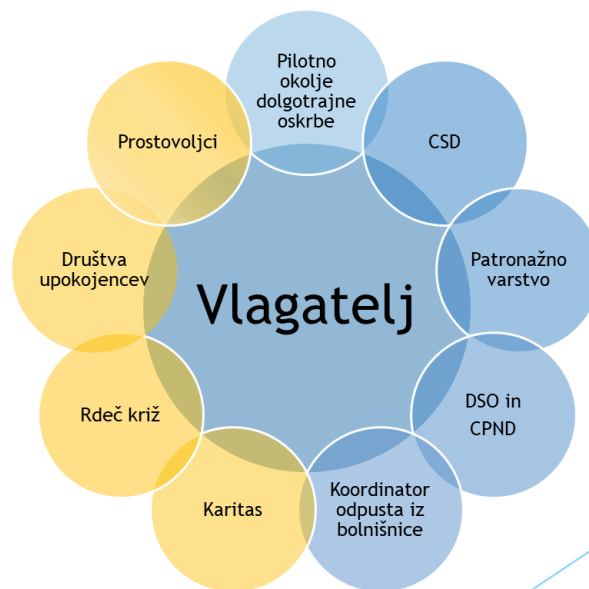 Pilotno
okolje
dolgotrajne
oskrbe
CSD
Patronažno
varstvo
DSO in
CPND
Koordinator
odpusta iz
bolnišnice
Karitas
Rdeč križ
Društva
upokojencev
Prostovoljci
Vlagatelj